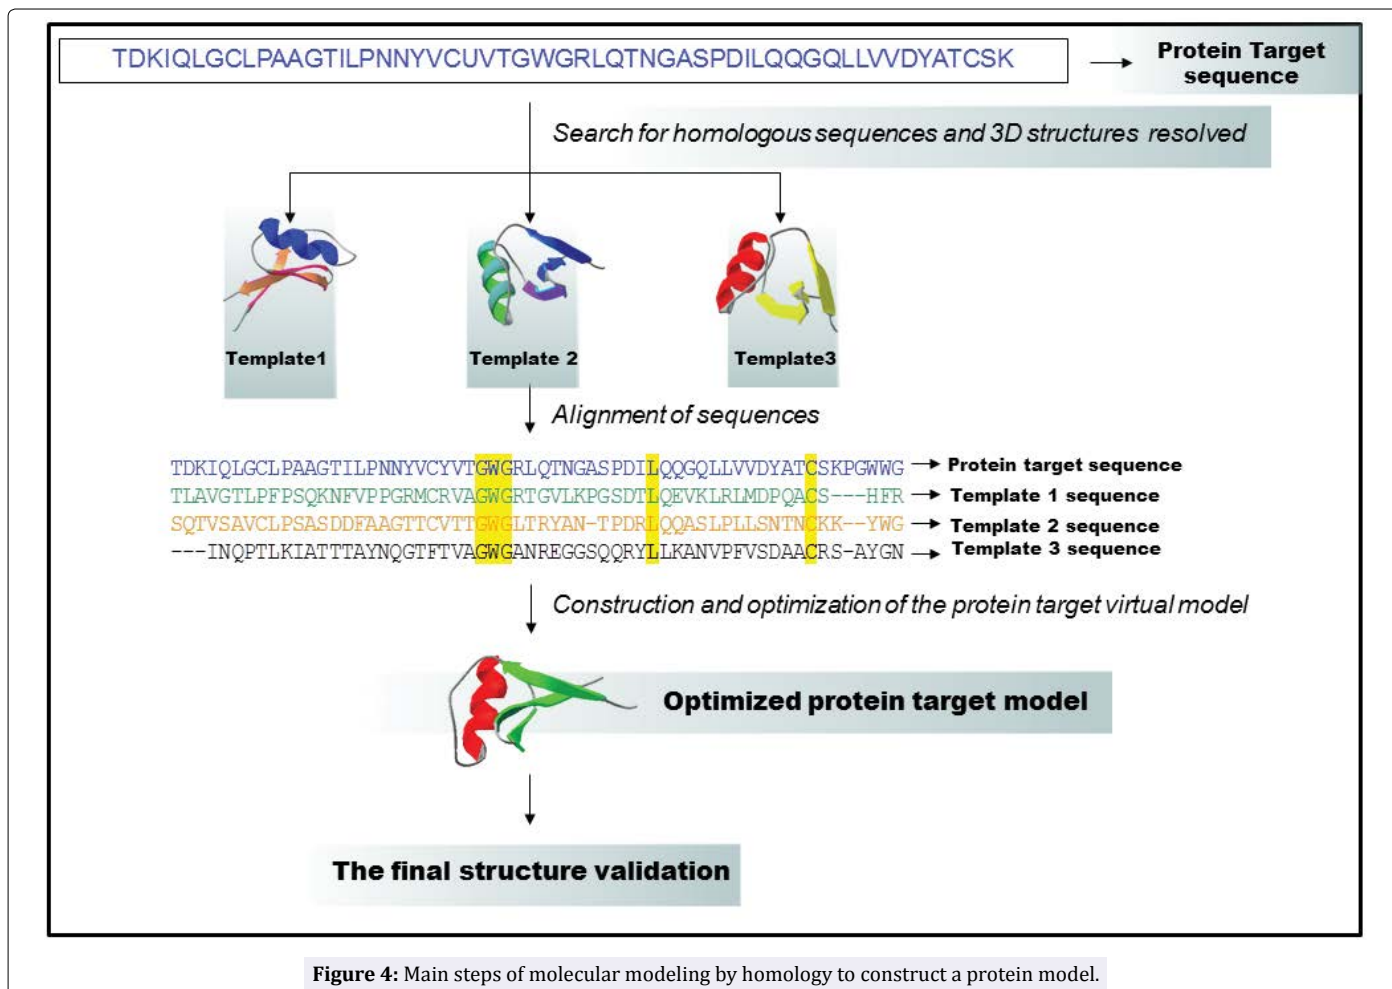 TDKIQLGCLPAAGTILPNNYVCUVTGWGRLQTNGASPDILQQGQLLVVDYATCSK
Protein Target
sequence
Search for homologous sequences and 3D structures resolved
Template1
Template 2
Template3
Alignment of sequences
TDKIQLGCLPAAGTILPNNYVCYVTGWGRLQTNGASPDILQQGQLLVVDYATCSKPGWWG
Protein target sequence
TLAVGTLPFPSQKNFVPPGRMCRVAGWGRTGVLKPGSDTLQEVKLRLMDPQACS---HFR
Template 1 sequence
SQTVSAVCLPSASDDFAAGTTCVTTGWGLTRYAN-TPDRLQQASLPLLSNTNCKK--YWG
Template 2 sequence
---INQPTLKIATTTAYNQGTFTVAGWGANREGGSQQRYLLKANVPFVSDAACRS-AYGN
Template 3 sequence
Construction and optimization of the protein target virtual model
Optimized protein target model
The final structure validation
Figure 4: Main steps of molecular modeling by homology to construct a protein model.